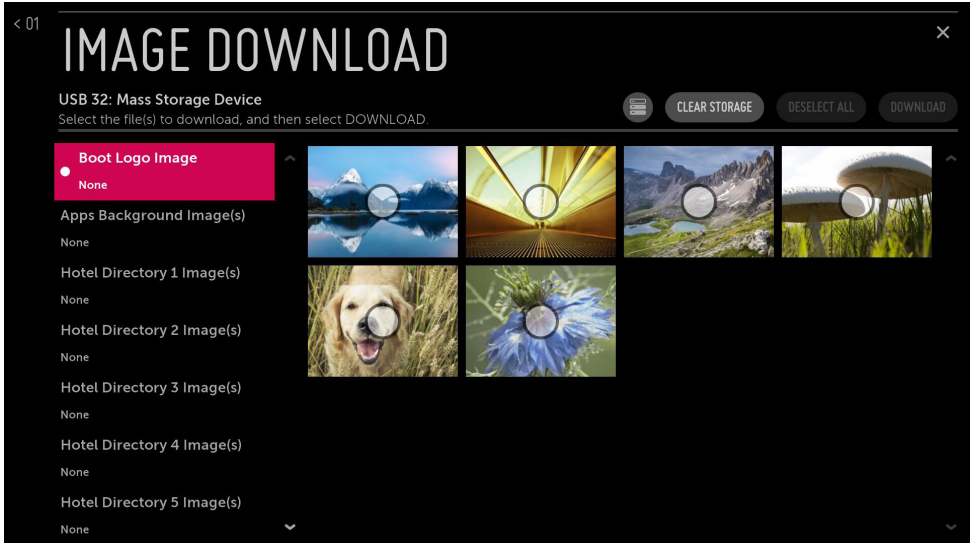 < 01
IMAGE DOWNLOAD
USB 32: Mass Storage Device
Select the file(s) to download, and then select DOWNLOAD.
CLEAR STORAGE
DESELECT ALL
DOWNLOAD
Boot Logo Image
None
Apps Background Image(s)
None
Hotel Directory 1 Image(s)
None
Hotel Directory 2 Image(s)
None
Hotel Directory 3 Image(s)
None
Hotel Directory 4 Image(s)
None
Hotel Directory 5 Image(s)
None